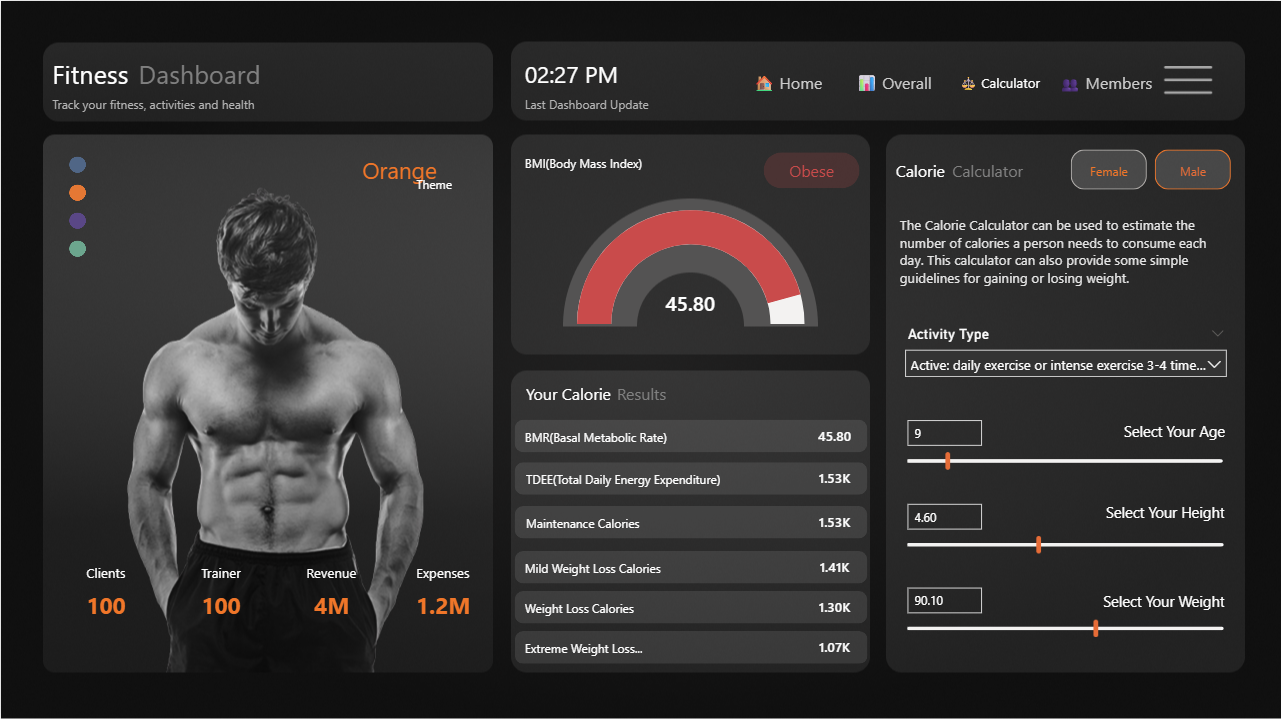 Fitness Dashboard
Track your fitness, activities and health
02:27 PM
Last Dashboard Update
Home
Overall
Calculator
Members
Orange
Theme
Clients
Trainer
Revenue
Expenses
100
100
4M
1.2M
BMI(Body Mass Index)
Obese
45.80
Your Calorie Results
BMR(Basal Metabolic Rate) 45.80
TDEE(Total Daily Energy Expenditure) 1.53K
Maintenance Calories 1.53K
Mild Weight Loss Calories 1.41K
Weight Loss Calories 1.30K
Extreme Weight Loss... 1.07K
Calorie Calculator
Female
Male
The Calorie Calculator can be used to estimate the
number of calories a person needs to consume each
day. This calculator can also provide some simple
guidelines for gaining or losing weight.
Activity Type
Active: daily exercise or intense exercise 3-4 time...
9
Select Your Age
4.60
Select Your Height
90.10
Select Your Weight